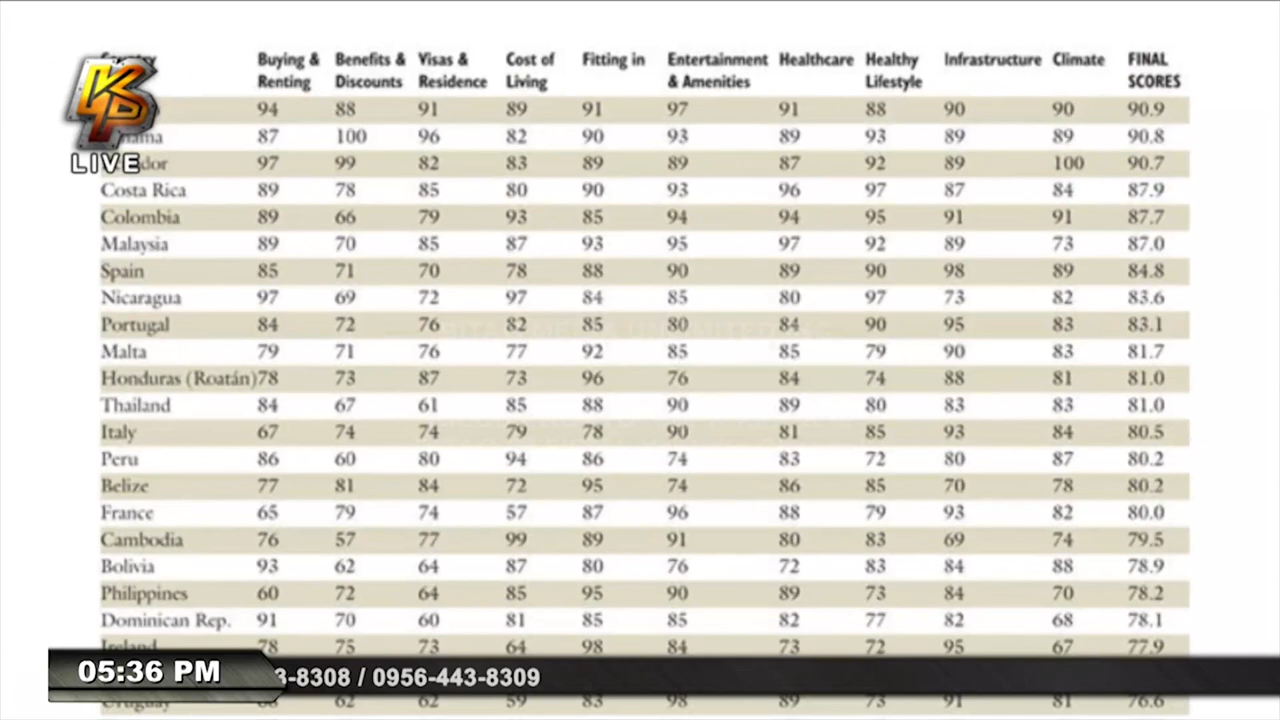 Buying & Renting Benefits & Discounts Visas & Residence Cost of Living Fitting in Entertainment & Amenities Healthcare Healthy Lifestyle Infrastructure Climate FINAL SCORES
94 88 91 89 91 97 91 88 90 90 90.9
87 100 96 82 90 93 89 93 89 89 90.8
97 99 82 83 89 89 87 92 89 100 90.7
Costa Rica 89 78 85 80 90 93 96 97 87 84 87.9
Colombia 89 66 79 93 85 94 94 95 91 91 87.7
Malaysia 89 70 85 87 93 95 97 92 89 73 87.0
Spain 85 71 70 78 88 90 89 90 98 89 84.8
Nicaragua 97 69 72 97 84 85 80 97 73 82 83.6
Portugal 84 72 76 82 85 80 84 90 95 83 83.1
Malta 79 71 76 77 92 85 85 79 90 83 81.7
Honduras (Roatán) 78 73 87 73 96 76 84 74 88 81 81.0
Thailand 84 67 61 85 88 90 89 80 83 83 81.0
Italy 67 74 74 79 78 90 81 85 93 84 80.5
Peru 86 60 80 94 86 74 83 72 80 87 80.2
Belize 77 81 84 72 95 74 86 85 70 78 80.2
France 65 79 74 57 87 96 88 79 93 82 80.0
Cambodia 76 57 77 99 89 91 80 83 69 74 79.5
Bolivia 93 62 64 87 80 76 72 83 84 88 78.9
Philippines 60 72 64 85 95 90 89 73 84 70 78.2
Dominican Rep. 91 70 60 81 85 85 82 77 82 68 78.1
Ireland 78 75 73 64 98 84 73 72 95 67 77.9
Uruguay 62 62 59 83 98 89 73 91 81 76.6
LIVE
05:36 PM
3-8308 / 0956-443-8309